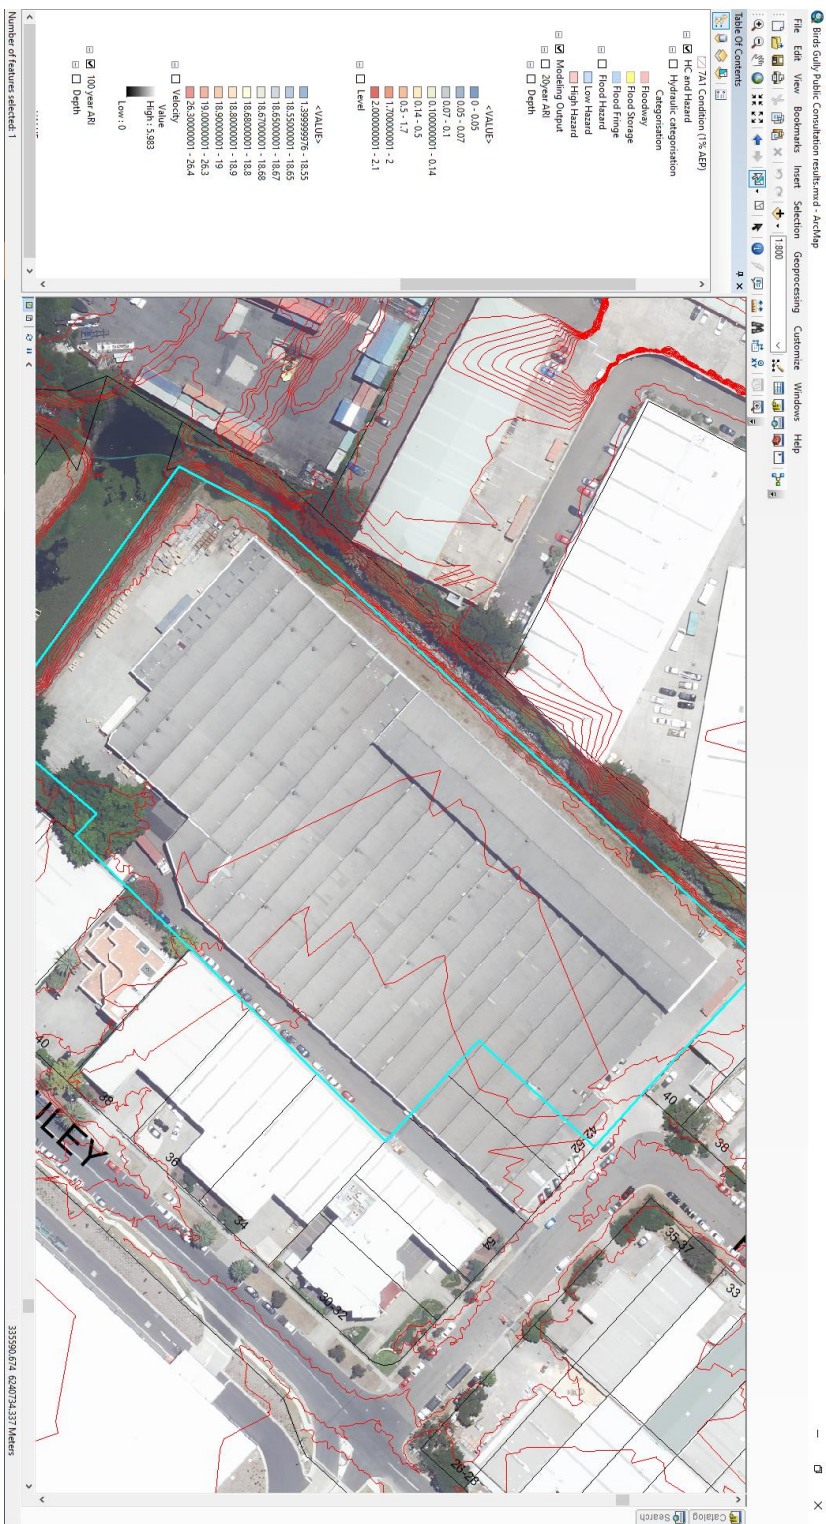 Birds Gully Public Consultation results.mxd - ArcMap
File Edit View Bookmarks Insert Selection Geoprocessing Customize Windows Help
1:800
Table Of Contents
7A1 Condition (1% AEP)
HC and Hazard
Hydraulic categorisation
Categorisation
Floodway
Flood Storage
Flood Fringe
Flood Hazard
Low Hazard
High Hazard
Modeling Output
20year ARI
Depth
<VALUE>
0 - 0.05
0.05 - 0.07
0.07 - 0.1
0.10000001 - 0.14
0.14 - 0.5
0.5 - 1.7
1.70000001 - 2
2.00000001 - 2.1
Level
<VALUE>
1.399999976 - 18.55
18.55000001 - 18.65
18.65000001 - 18.67
18.67000001 - 18.68
18.68000001 - 18.8
18.80000001 - 18.9
18.90000001 - 19
19.00000001 - 26.3
26.30000001 - 26.4
Velocity
Value
High : 5.983
Low : 0
100 year ARI
Depth
40
38
42-52
35-37
33
36
34
30-32
26-28
40
38
ULEY
Catalog
Search
Number of features selected: 1
335590.674 6240734.337 Meters